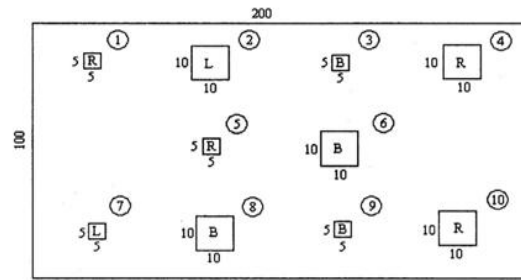 200
① ② ③ ④
5 R 10 L 5 B 10 R
5 10 5 10
100
⑤ ⑥
5 R 10 B
5 10
⑦ ⑧ ⑨ ⑩
5 L 10 B 5 B 10 R
5 10 5 10